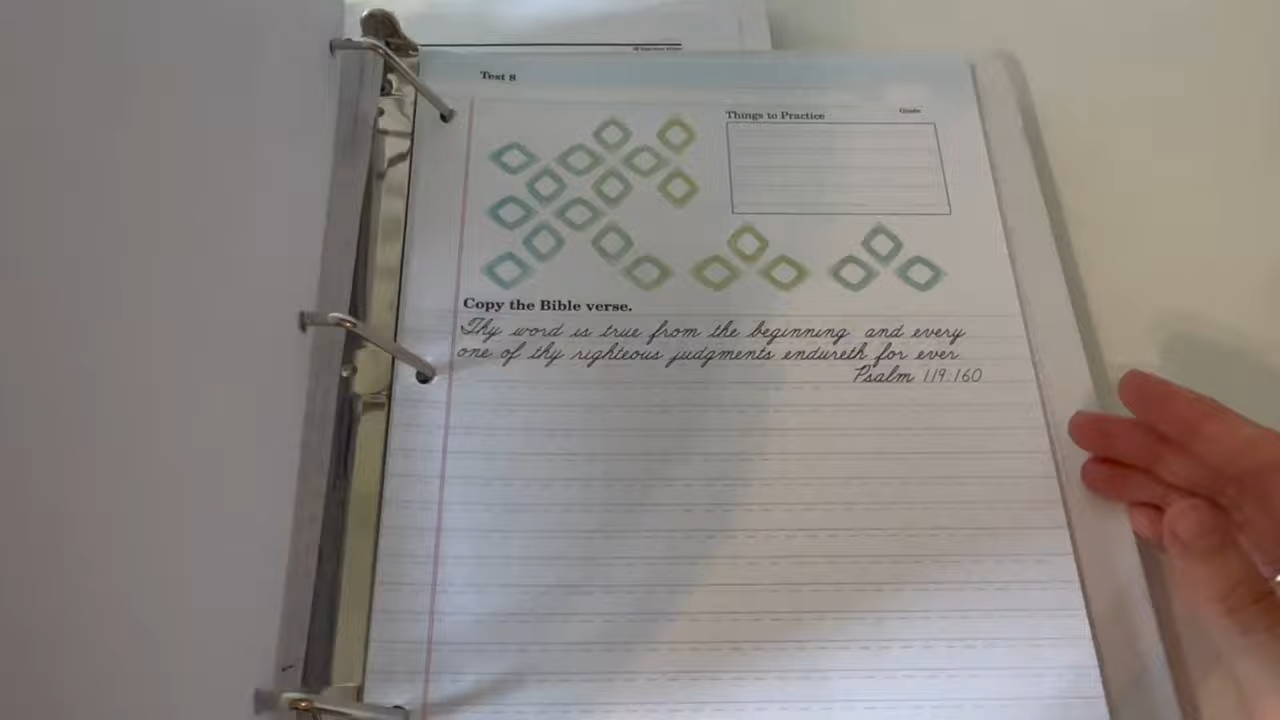 Test 8
Things to Practice
Grade
Copy the Bible verse.
Thy word is true from the beginning and every
one of thy righteous judgments endureth for ever
Psalm 119:160